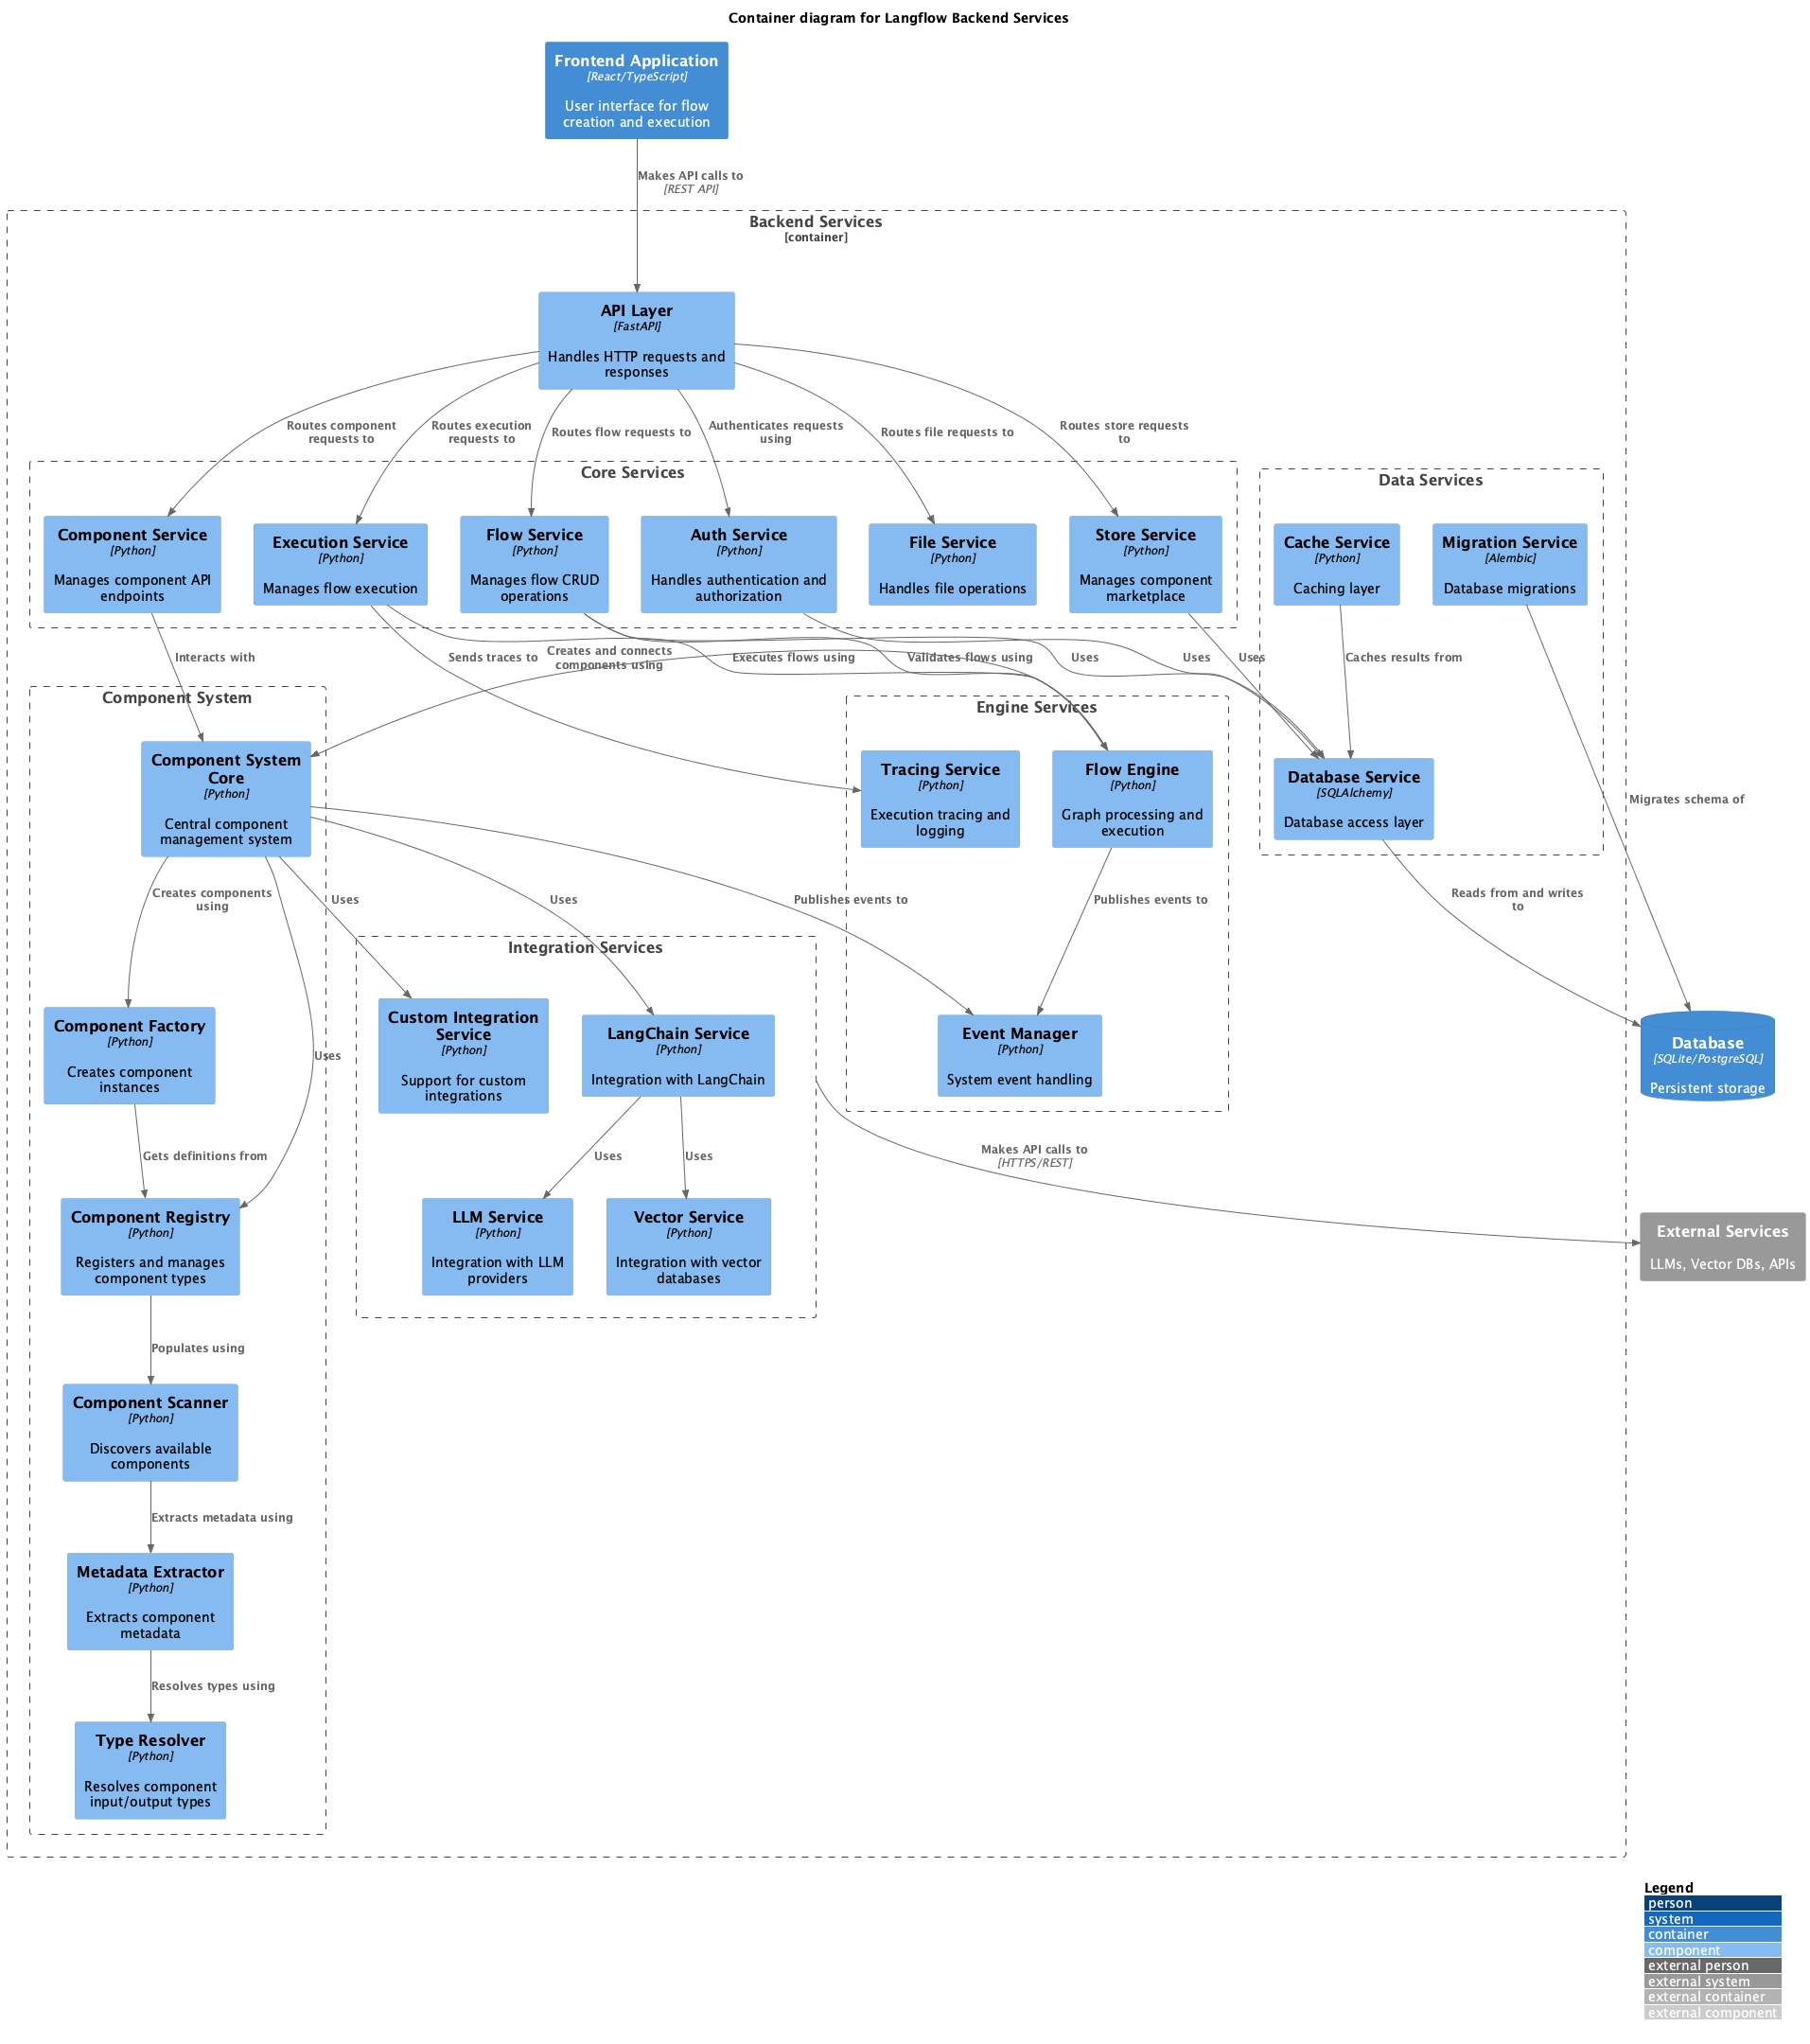 Container diagram for Langflow Backend Services
Frontend Application
[React/TypeScript]
User interface for flow
creation and execution
Makes API calls to
[REST API]
Backend Services
[container]
API Layer
[FastAPI]
Handles HTTP requests and
responses
Routes component
requests to
Routes execution
requests to
Routes flow requests to
Authenticates requests
using
Routes file requests to
Routes store requests
to
Core Services
Component Service
[Python]
Manages component API
endpoints
Execution Service
[Python]
Manages flow execution
Flow Service
[Python]
Manages flow CRUD
operations
Auth Service
[Python]
Handles authentication and
authorization
File Service
[Python]
Handles file operations
Store Service
[Python]
Manages component
marketplace
Data Services
Cache Service
[Python]
Caching layer
Migration Service
[Alembic]
Database migrations
Interacts with
Sends traces to
Creates and connects
components using
Executes flows using
Validates flows using
Uses
Uses
Uses
Caches results from
Component System
Component System
Core
[Python]
Central component
management system
Engine Services
Tracing Service
[Python]
Execution tracing and
logging
Flow Engine
[Python]
Graph processing and
execution
Database Service
[SQLAlchemy]
Database access layer
Migrates schema of
Creates components
using
Uses
Uses
Publishes events to
Publishes events to
Reads from and writes
to
Integration Services
Component Factory
[Python]
Creates component
instances
Uses
Custom Integration
Service
[Python]
Support for custom
integrations
LangChain Service
[Python]
Integration with LangChain
Event Manager
[Python]
System event handling
Database
[SQLite/PostgreSQL]
Persistent storage
Gets definitions from
Uses
Uses
Makes API calls to
[HTTPS/REST]
Component Registry
[Python]
Registers and manages
component types
LLM Service
[Python]
Integration with LLM
providers
Vector Service
[Python]
Integration with vector
databases
External Services
LLMs, Vector DBs, APIs
Populates using
Component Scanner
[Python]
Discovers available
components
Extracts metadata using
Metadata Extractor
[Python]
Extracts component
metadata
Resolves types using
Type Resolver
[Python]
Resolves component
input/output types
Legend
person
system
container
component
external person
external system
external container
external component